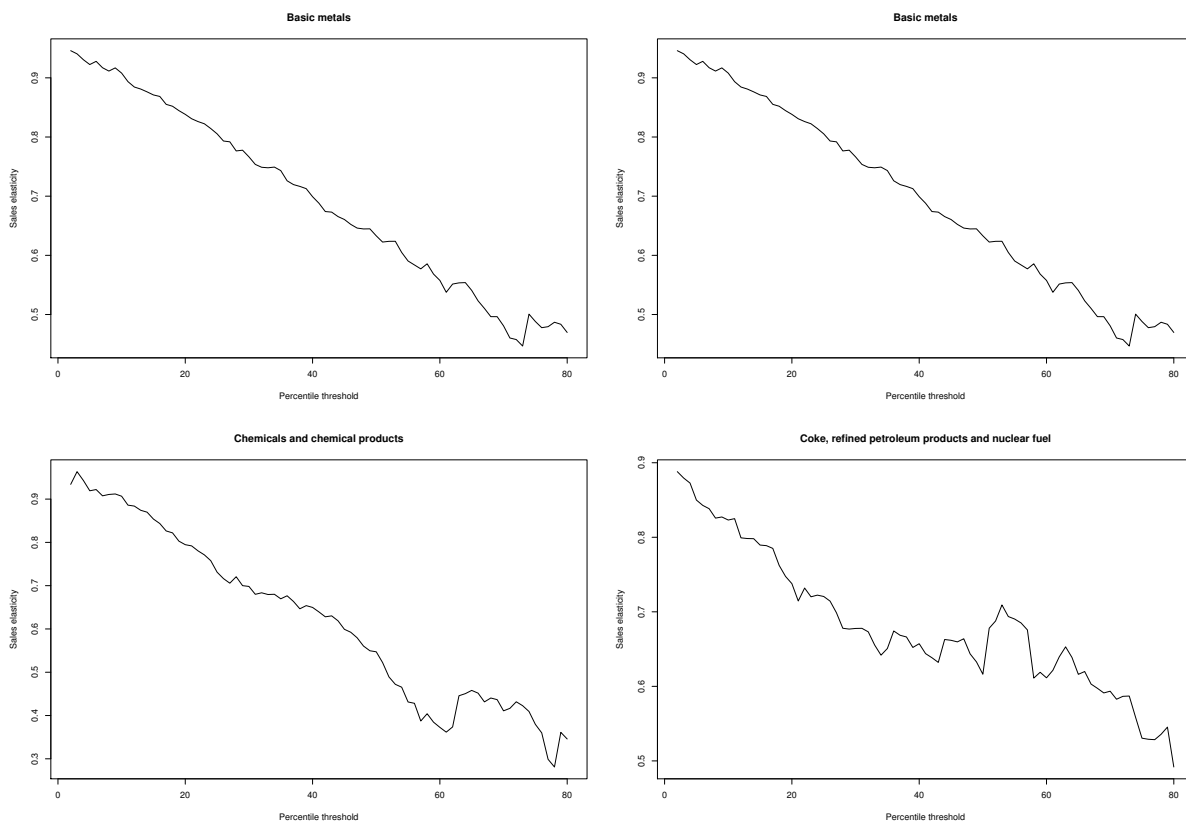 Basic metals
Sales elasticity
0.9
0.8
0.7
0.6
0.5
0 20 40 60 80
Percentile threshold
Basic metals
Sales elasticity
0.9
0.8
0.7
0.6
0.5
0 20 40 60 80
Percentile threshold
Chemicals and chemical products
Sales elasticity
0.9
0.8
0.7
0.6
0.5
0.4
0.3
0 20 40 60 80
Percentile threshold
Coke, refined petroleum products and nuclear fuel
Sales elasticity
0.9
0.8
0.7
0.6
0.5
0 20 40 60 80
Percentile threshold